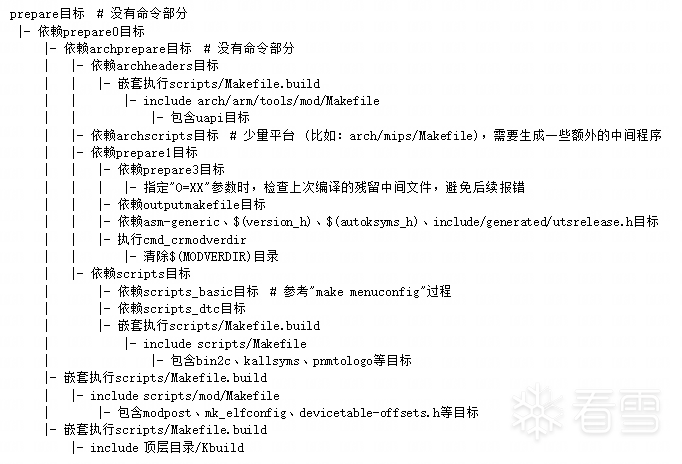 prepare目标  # 没有命令部分
|- 依赖prepare0目标
|- 依赖archprepare目标  # 没有命令部分
|  |- 依赖archheaders目标
|  |  |- 嵌套执行scripts/Makefile.build
|  |     |- include arch/arm/tools/mod/Makefile
|  |        |- 包含uapi目标
|  |- 依赖archscripts目标  # 少量平台 (比如：arch/mips/Makefile)，需要生成一些额外的中间程序
|  |- 依赖prepare1目标
|  |  |- 依赖prepare3目标
|  |  |- 指定"O=XX"参数时，检查上次编译的残留中间文件，避免后续报错
|  |  |- 依赖outputmakefile目标
|  |  |- 依赖asm-generic、$(version_h)、$(autoksyms_h)、include/generated/utsrelease.h目标
|  |  |- 执行cmd_crmodverdir
|  |     |- 清除$(MODVERDIR)目录
|  |- 依赖scripts目标
|     |- 依赖scripts_basic目标  # 参考"make menuconfig"过程
|     |- 依赖scripts_dtc目标
|     |- 嵌套执行scripts/Makefile.build
|        |- include scripts/Makefile
|           |- 包含bin2c、kallsyms、pnmtologo等目标
|- 嵌套执行scripts/Makefile.build
|  |- include scripts/mod/Makefile
|     |- 包含modpost、mk_elfconfig、devicetable-offsets.h等目标
|- 嵌套执行scripts/Makefile.build
|- include 顶层目录/Kbuild
看雪